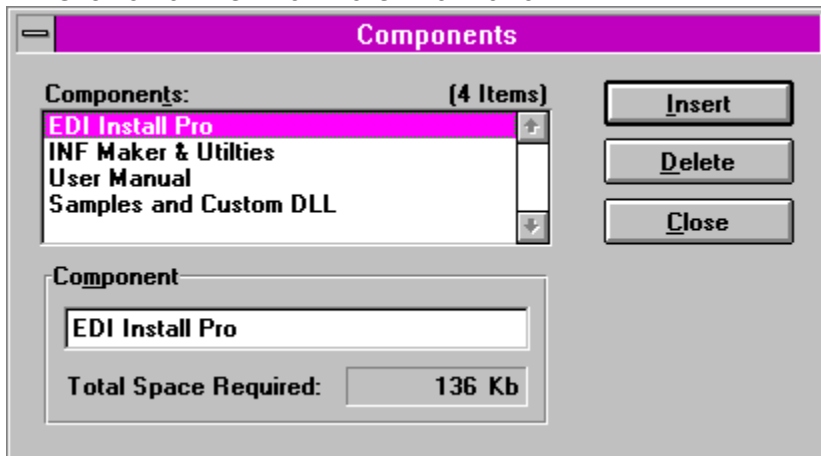 Components
Components: (4 Items)
EDI Install Pro
INF Maker & Utilties
User Manual
Samples and Custom DLL
Insert
Delete
Close
Component
EDI Install Pro
Total Space Required: 136 Kb